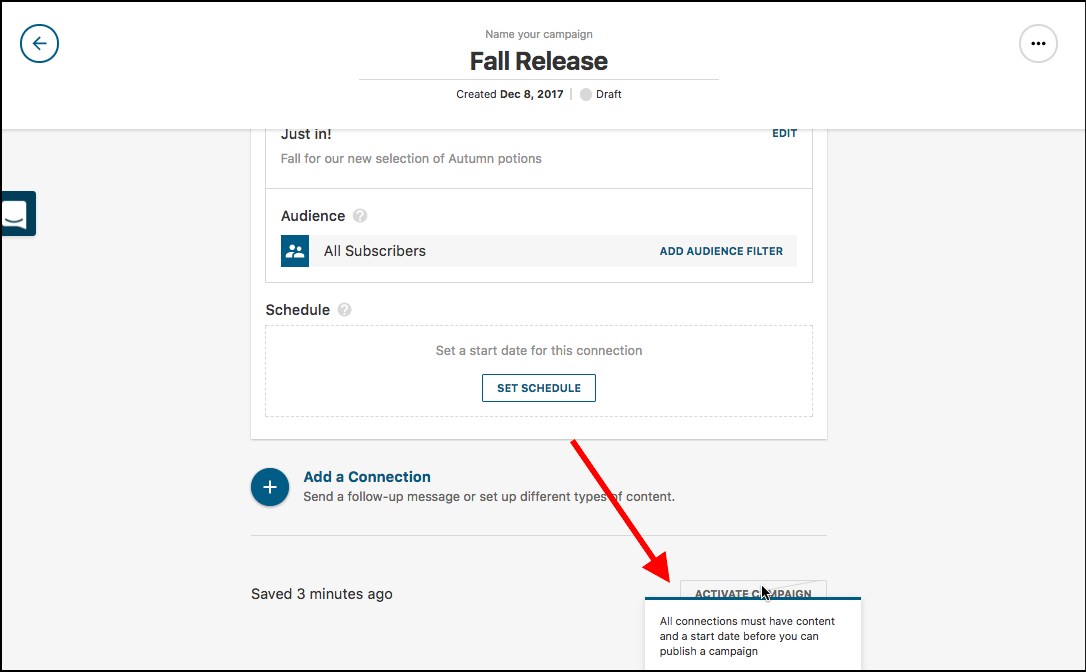 Name your campaign
Fall Release
Created Dec 8, 2017 | Draft
Just in!
EDIT
Fall for our new selection of Autumn potions
Audience ?
All Subscribers
ADD AUDIENCE FILTER
Schedule ?
Set a start date for this connection
SET SCHEDULE
Add a Connection
Send a follow-up message or set up different types of content.
Saved 3 minutes ago
ACTIVATE CAMPAIGN
All connections must have content
and a start date before you can
publish a campaign